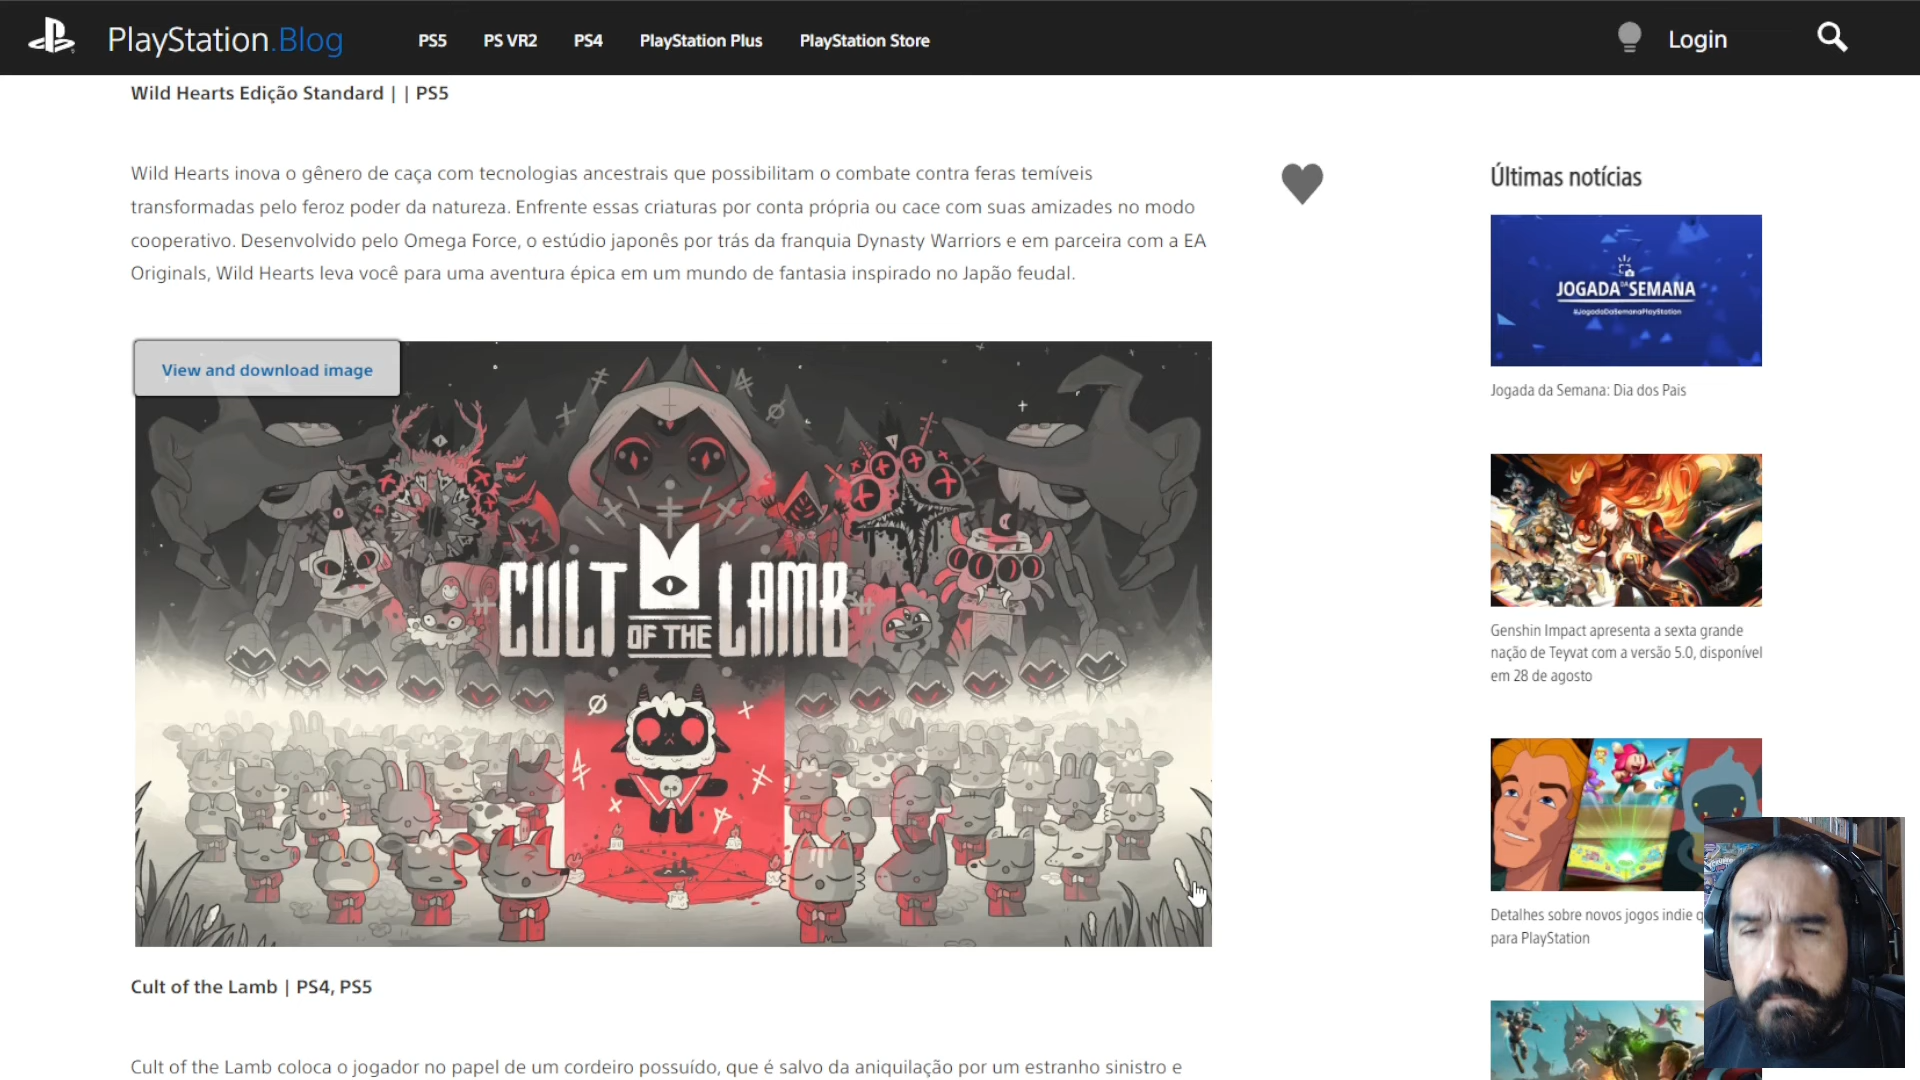 PlayStation.Blog
PS5
PS VR2
PS4
PlayStation Plus
PlayStation Store
Login
Wild Hearts Edição Standard | | PS5
Wild Hearts inova o gênero de caça com tecnologias ancestrais que possibilitam o combate contra feras temíveis
transformadas pelo feroz poder da natureza. Enfrente essas criaturas por conta própria ou cace com suas amizades no modo
cooperativo. Desenvolvido pelo Omega Force, o estúdio japonês por trás da franquia Dynasty Warriors e em parceira com a EA
Originals, Wild Hearts leva você para uma aventura épica em um mundo de fantasia inspirado no Japão feudal.
View and download image
CULT OF THE LAMB
Cult of the Lamb | PS4, PS5
Cult of the Lamb coloca o jogador no papel de um cordeiro possuído, que é salvo da aniquilação por um estranho sinistro e
Últimas notícias
JOGADA DA SEMANA
#JogadaDaSemanaPlayStation
Jogada da Semana: Dia dos Pais
Genshin Impact apresenta a sexta grande
nação de Teyvat com a versão 5.0, disponível
em 28 de agosto
Detalhes sobre novos jogos indie q
para PlayStation